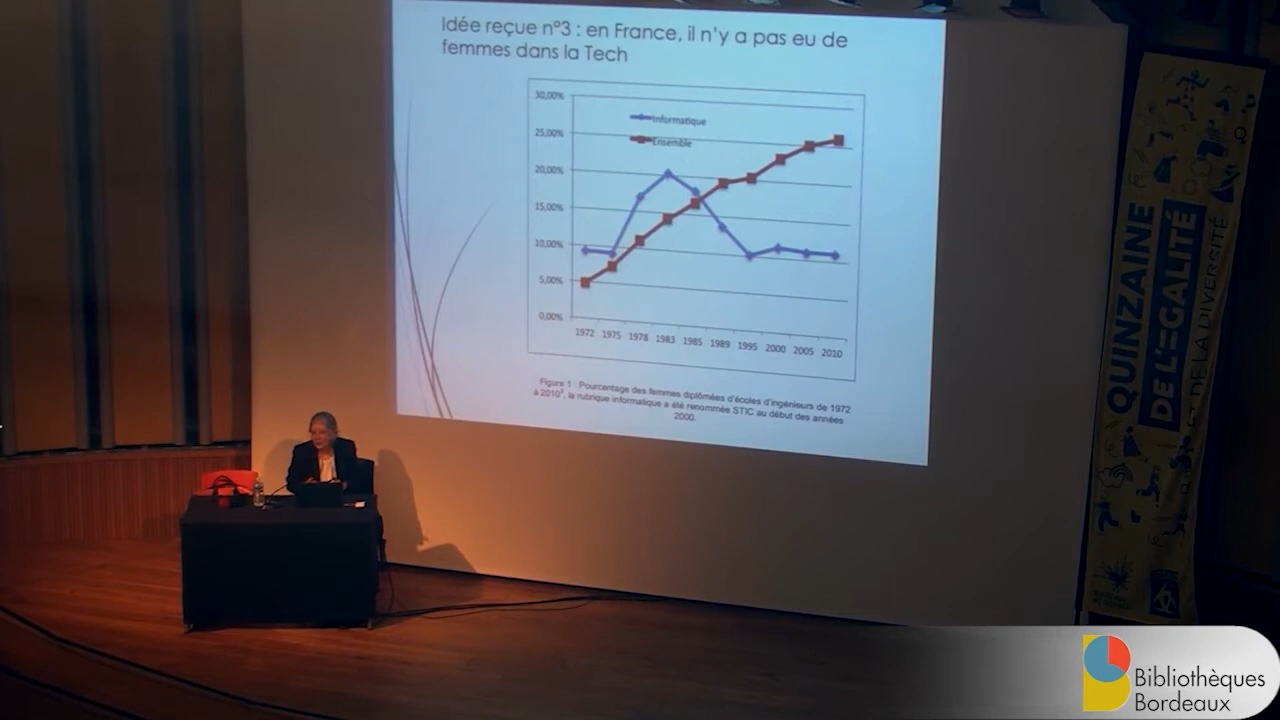 Idée reçue n°3 : en France, il n'y a pas eu de
femmes dans la Tech
30,00%
25,00%
20,00%
15,00%
10,00%
5,00%
0,00%
Informatique
Ensemble
1972 1975 1978 1983 1985 1989 1995 2000 2005 2010
Figure 1 : Pourcentage des femmes diplômées d'écoles d'ingénieurs de 1972
à 2010³, la rubrique informatique a été renommée STIC au début des années
2000.
QUINZAINE
DE L'EGALITÉ
ET DE LA DIVERSITÉ
Bibliothèques
Bordeaux